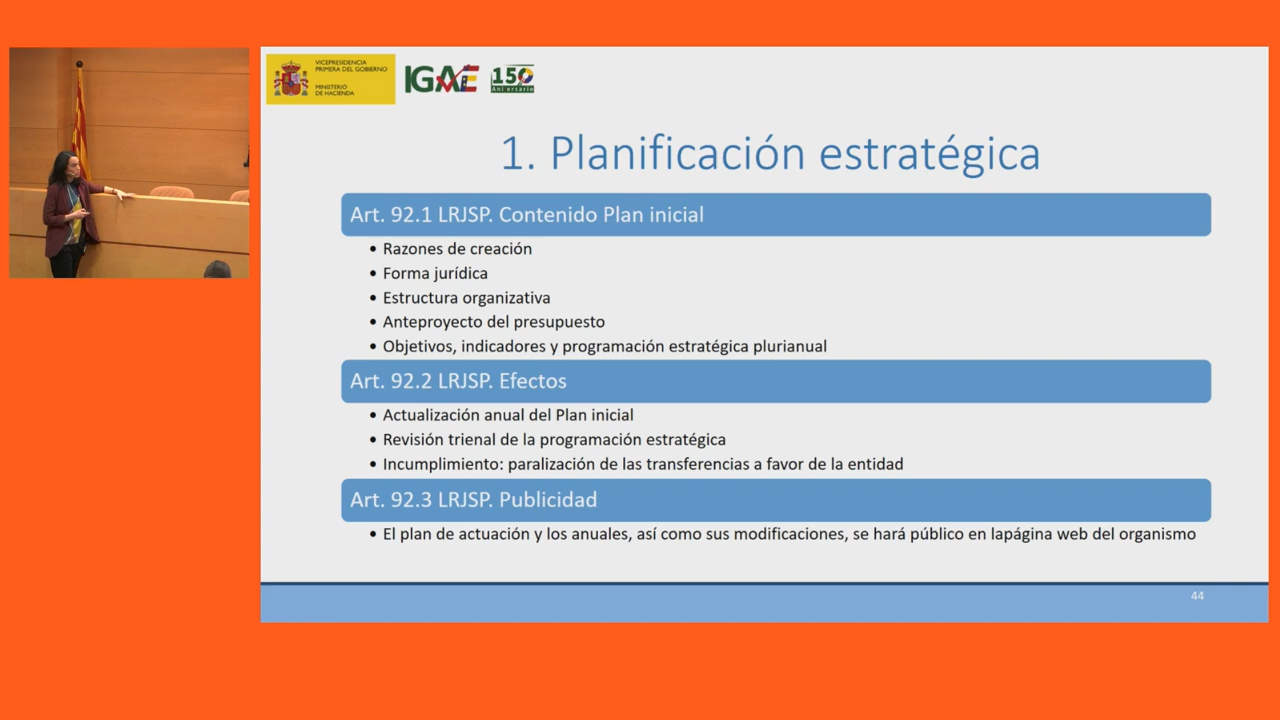 VICEPRESIDENCIA
PRIMERA DEL GOBIERNO
MINISTERIO
DE HACIENDA
IGAE
150
Aniversario
1. Planificación estratégica
Art. 92.1 LRJSP. Contenido Plan inicial
• Razones de creación
• Forma jurídica
• Estructura organizativa
• Anteproyecto del presupuesto
• Objetivos, indicadores y programación estratégica plurianual
Art. 92.2 LRJSP. Efectos
• Actualización anual del Plan inicial
• Revisión trienal de la programación estratégica
• Incumplimiento: paralización de las transferencias a favor de la entidad
Art. 92.3 LRJSP. Publicidad
• El plan de actuación y los anuales, así como sus modificaciones, se hará público en lapágina web del organismo
44